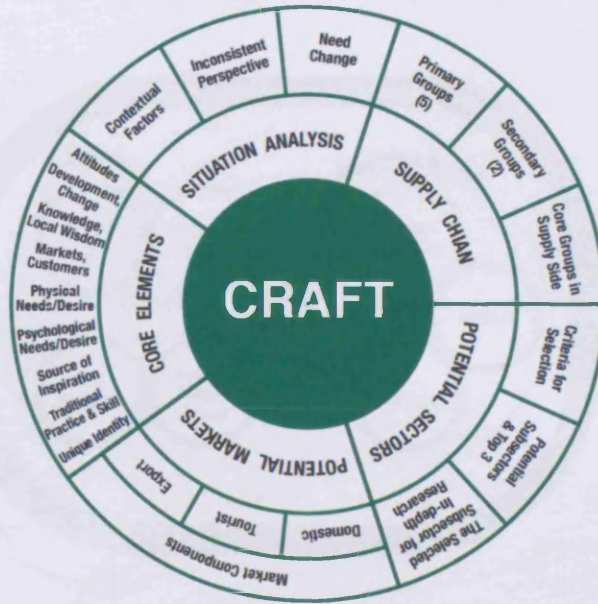 CRAFT
SITUATION ANALYSIS
Contextual
Factors
Inconsistent
Perspective
Need
Change
SUPPLY CHIAN
Primary
Groups
(5)
Secondary
Groups
(2)
Core Groups in
Supply Side
POTENTIAL SECTORS
Criteria for
Selection
Potential
Subsectors
& Top 3
The Selected
Subsector for
In-depth
Research
POTENTIAL MARKETS
Domestic
Tourist
Export
Market Components
CORE ELEMENTS
Attitudes
Development,
Change
Knowledge,
Local Wisdom
Markets,
Customers
Physical
Needs/Desire
Psychological
Needs/Desire
Source of
Inspiration
Traditional
Practice & Skill
Unique Identity